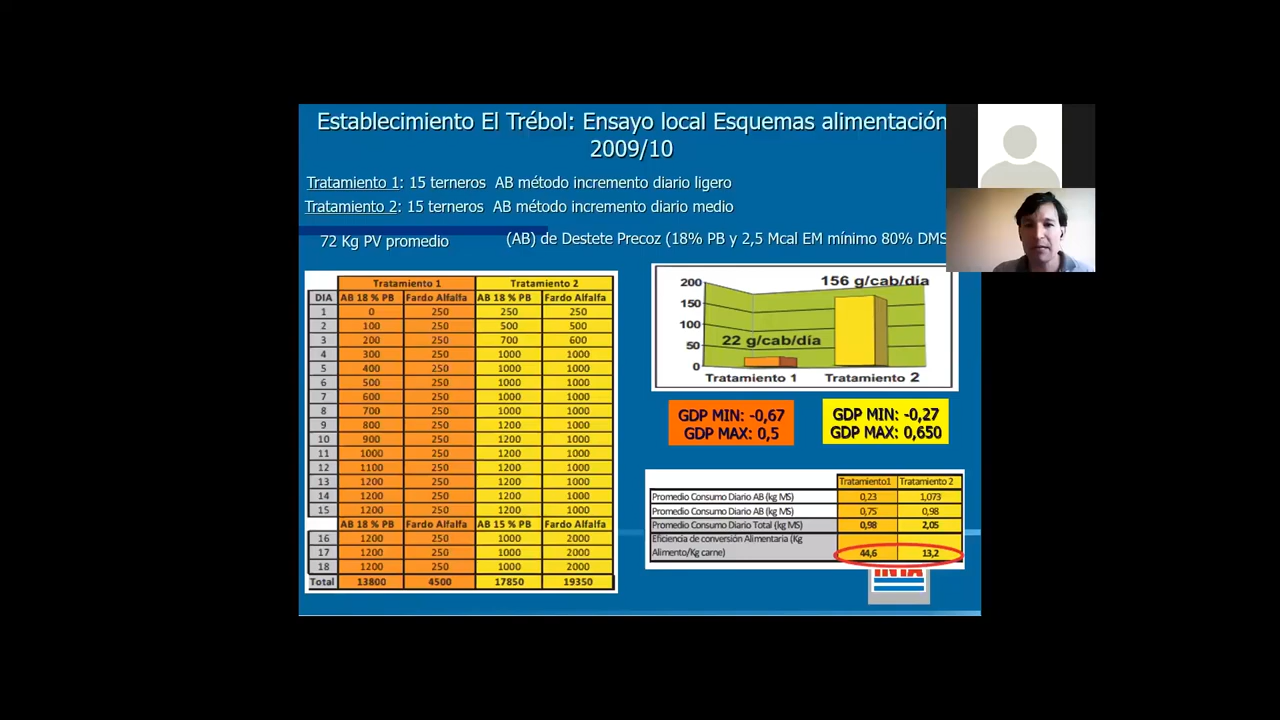 Establecimiento El Trébol: Ensayo local Esquemas alimentación
2009/10
Tratamiento 1: 15 terneros AB método incremento diario ligero
Tratamiento 2: 15 terneros AB método incremento diario medio
72 Kg PV promedio
(AB) de Destete Precoz (18% PB y 2,5 Mcal EM mínimo 80% DMS
Tratamiento 1 Tratamiento 2
DIA AB 18 % PB Fardo Alfalfa AB 18 % PB Fardo Alfalfa
1 0 250 250 250
2 100 250 500 500
3 200 250 700 600
4 300 250 1000 1000
5 400 250 1000 1000
6 500 250 1000 1000
7 600 250 1000 1000
8 700 250 1000 1000
9 800 250 1200 1000
10 900 250 1200 1000
11 1000 250 1200 1000
12 1100 250 1200 1000
13 1200 250 1200 1000
14 1200 250 1200 1000
15 1200 250 1200 1000
AB 18 % PB Fardo Alfalfa AB 15 % PB Fardo Alfalfa
16 1200 250 1000 2000
17 1200 250 1000 2000
18 1200 250 1000 2000
Total 13800 4500 17850 19350
200
150
100
50
0
156 g/cab/día
22 g/cab/día
Tratamiento 1 Tratamiento 2
GDP MIN: -0,67
GDP MAX: 0,5
GDP MIN: -0,27
GDP MAX: 0,650
Tratamiento1 Tratamiento 2
Promedio Consumo Diario AB (kg MS) 0,23 1,073
Promedio Consumo Diario AB (kg MS) 0,75 0,98
Promedio Consumo Diario Total (kg MS) 0,98 2,05
Eficiencia de conversión Alimentaria (Kg
Alimento/Kg carne) 44,6 13,2
INTA